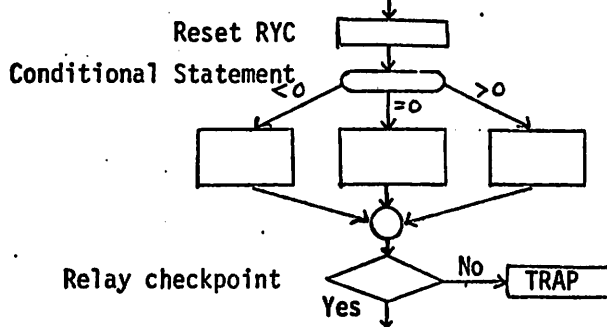 Reset RYC
Conditional Statement
<0
=0
>0
Relay checkpoint
No
TRAP
Yes